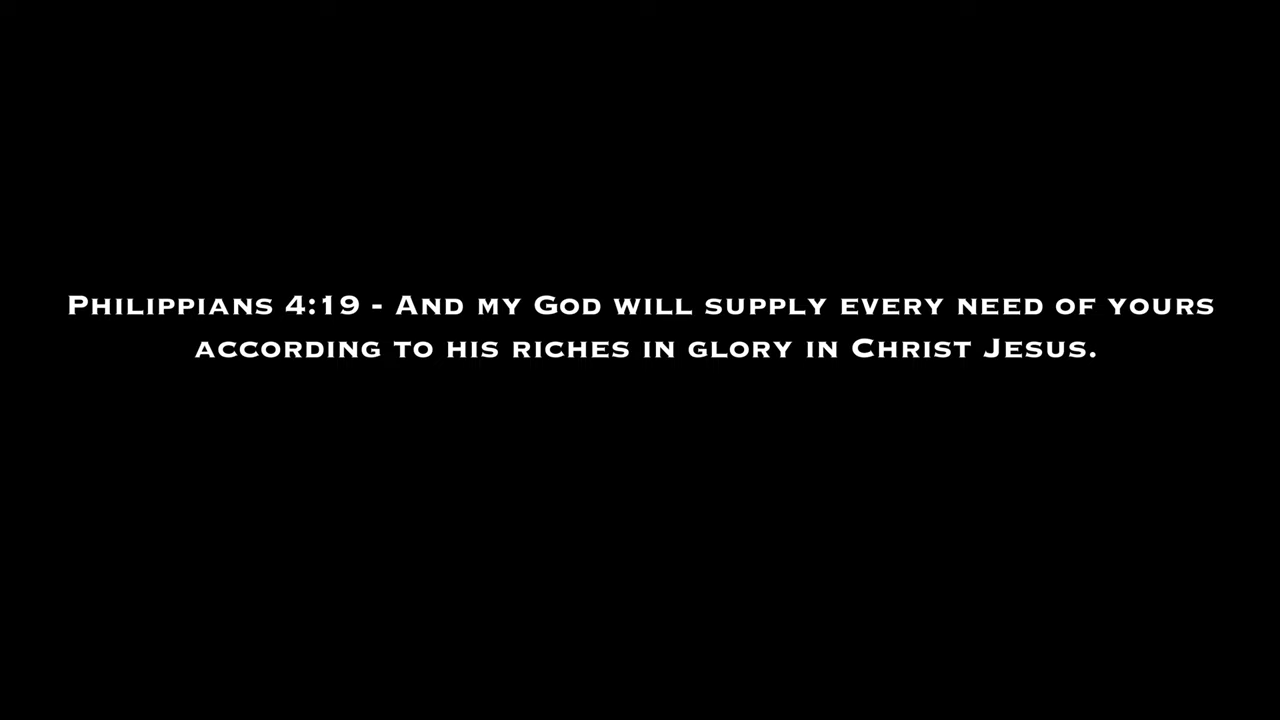 Philippians 4:19 - And my God will supply every need of yours
according to his riches in glory in Christ Jesus.